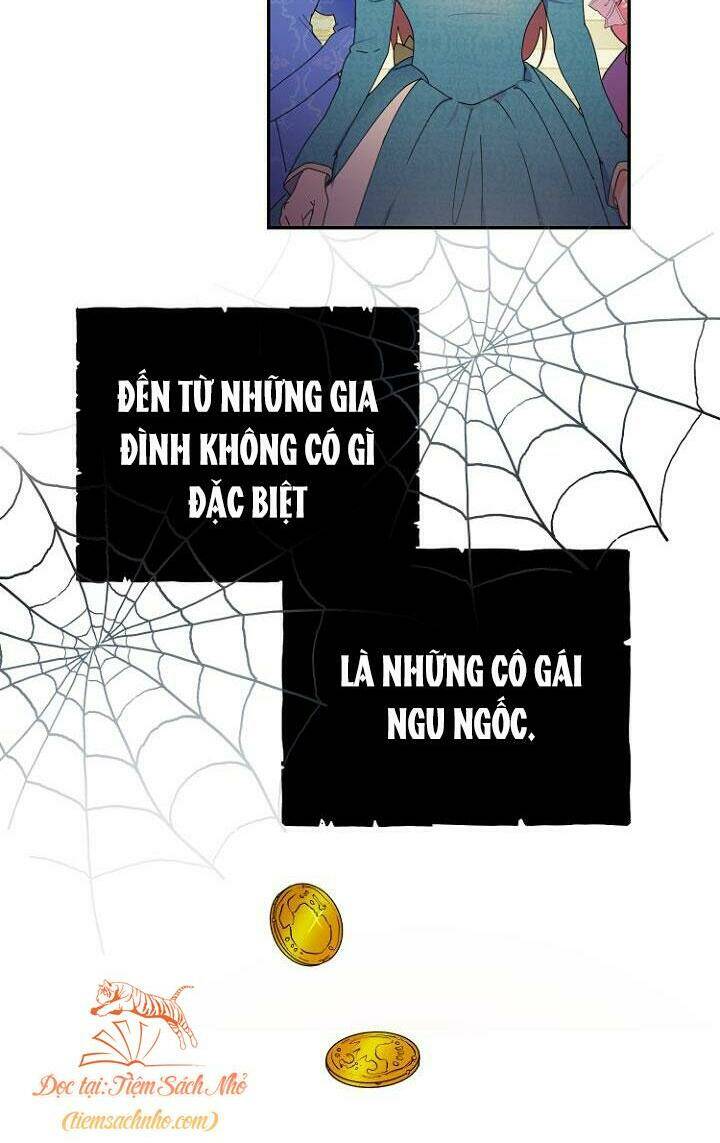 ĐẾN TỪ NHỮNG GIA
ĐÌNH KHÔNG CÓ GÌ
ĐẶC BIỆT
LÀ NHỮNG CÔ GÁI
NGU NGỐC.
Đọc tại: Tiệm Sách Nhỏ
(tiemsachnho.com)